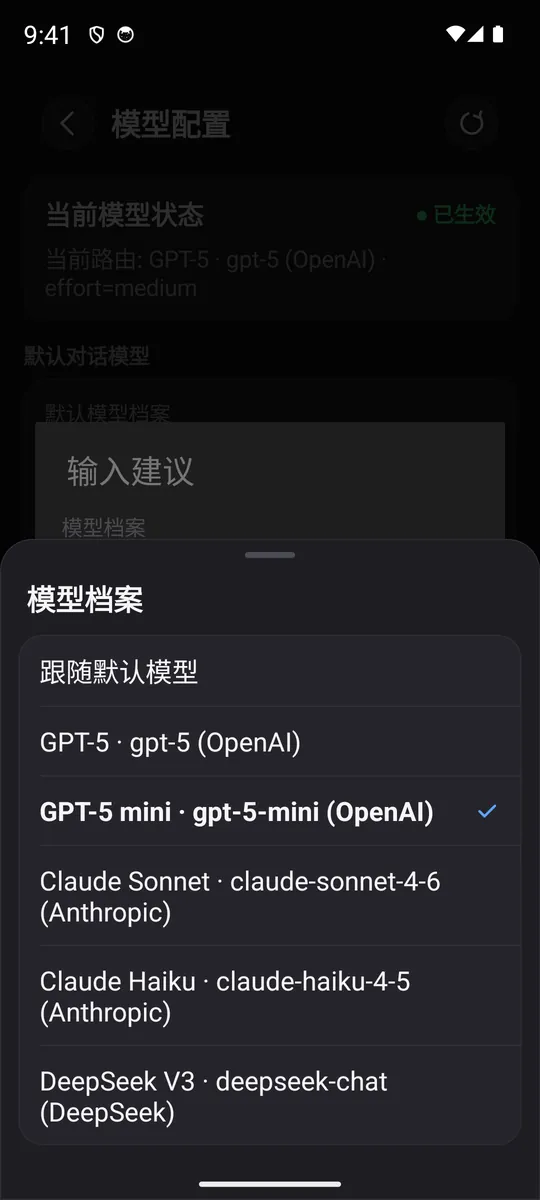 9:41
模型配置
当前模型状态
已生效
当前路由: GPT-5 · gpt-5 (OpenAI) ·
effort=medium
默认对话模型
默认模型档案
输入建议
模型档案
模型档案
跟随默认模型
GPT-5 · gpt-5 (OpenAI)
GPT-5 mini · gpt-5-mini (OpenAI)
Claude Sonnet · claude-sonnet-4-6
(Anthropic)
Claude Haiku · claude-haiku-4-5
(Anthropic)
DeepSeek V3 · deepseek-chat
(DeepSeek)